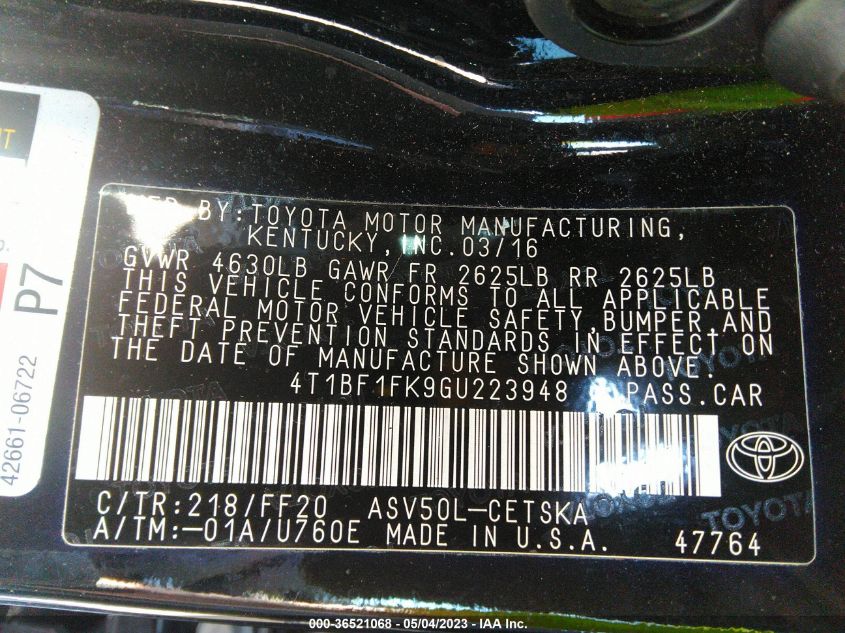 BY: TOYOTA MOTOR MANUFACTURING,
KENTUCKY, INC. 03/16
GVWR 4630LB GAWR FR 2625LB RR 2625LB
THIS VEHICLE CONFORMS TO ALL APPLICABLE
FEDERAL MOTOR VEHICLE SAFETY, BUMPER, AND
THEFT PREVENTION STANDARDS IN EFFECT ON
THE DATE OF MANUFACTURE SHOWN ABOVE.
4T1BF1FK9GU223948 PASS.CAR
C/TR:218/FF20 ASV50L-CETSKA
A/TM:-01A/U760E MADE IN U.S.A. 47764
TOYOTA
P7
42661-06722
000-36521068 - 05/04/2023 - IAA Inc.